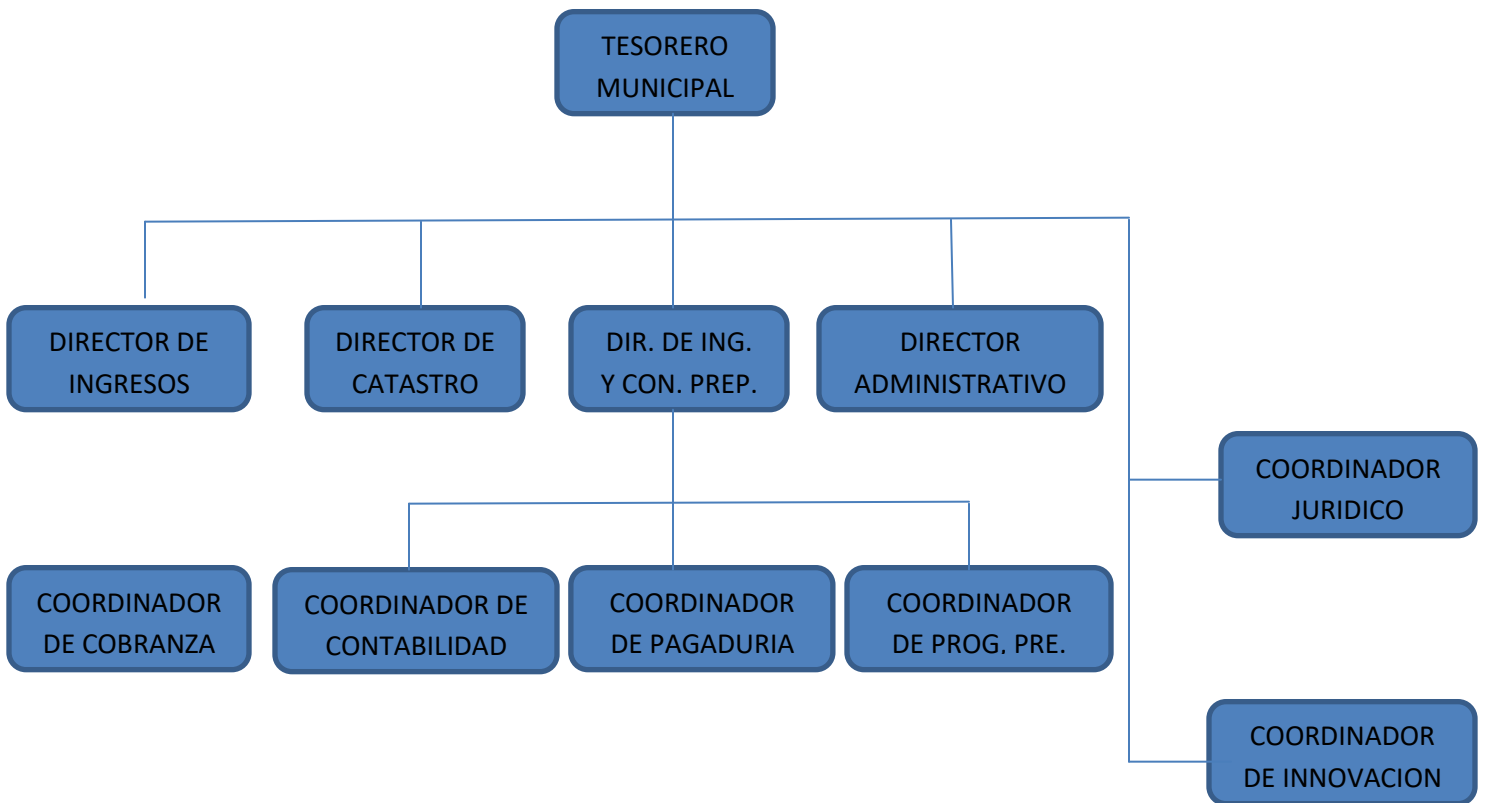 TESORERO
MUNICIPAL
DIRECTOR DE
INGRESOS
DIRECTOR DE
CATASTRO
DIR. DE ING.
Y CON. PREP.
DIRECTOR
ADMINISTRATIVO
COORDINADOR
JURIDICO
COORDINADOR
DE COBRANZA
COORDINADOR DE
CONTABILIDAD
COORDINADOR
DE PAGADURIA
COORDINADOR
DE PROG. PRE.
COORDINADOR
DE INNOVACION